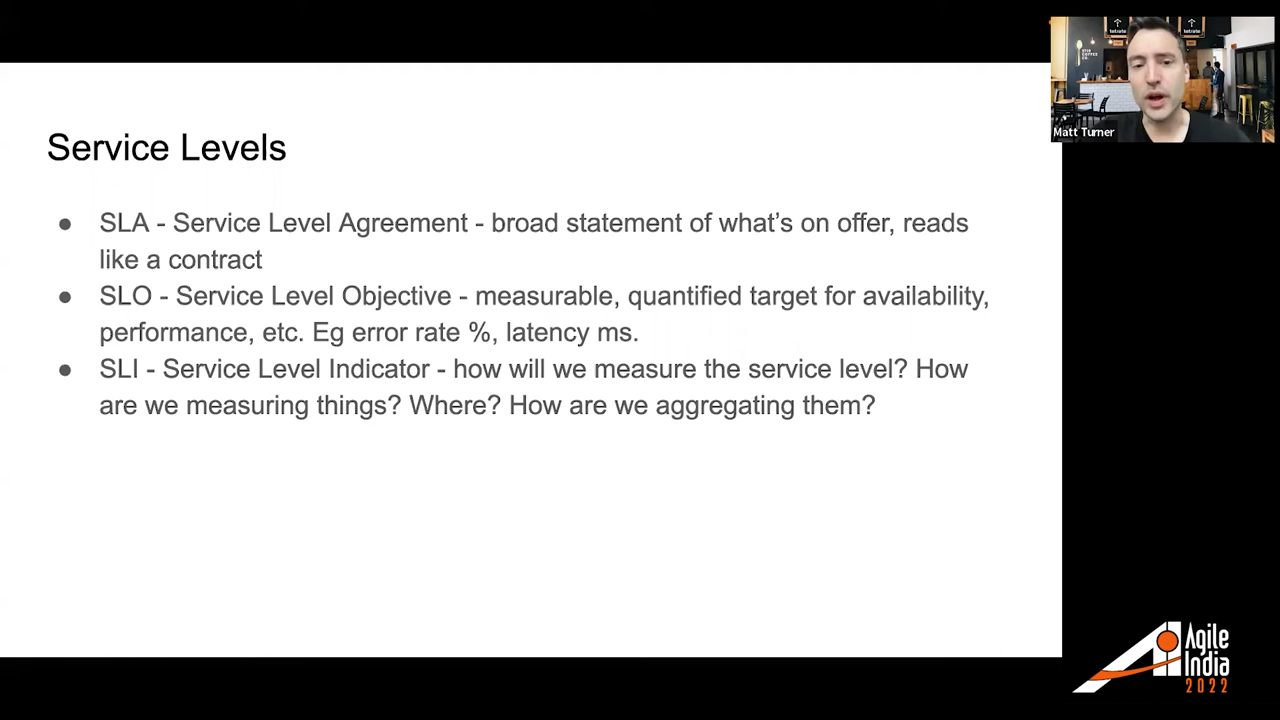 Service Levels
● SLA - Service Level Agreement - broad statement of what’s on offer, reads
like a contract
● SLO - Service Level Objective - measurable, quantified target for availability,
performance, etc. Eg error rate %, latency ms.
● SLI - Service Level Indicator - how will we measure the service level? How
are we measuring things? Where? How are we aggregating them?
tetrate
tetrate
Matt Turner
Agile
India
2022